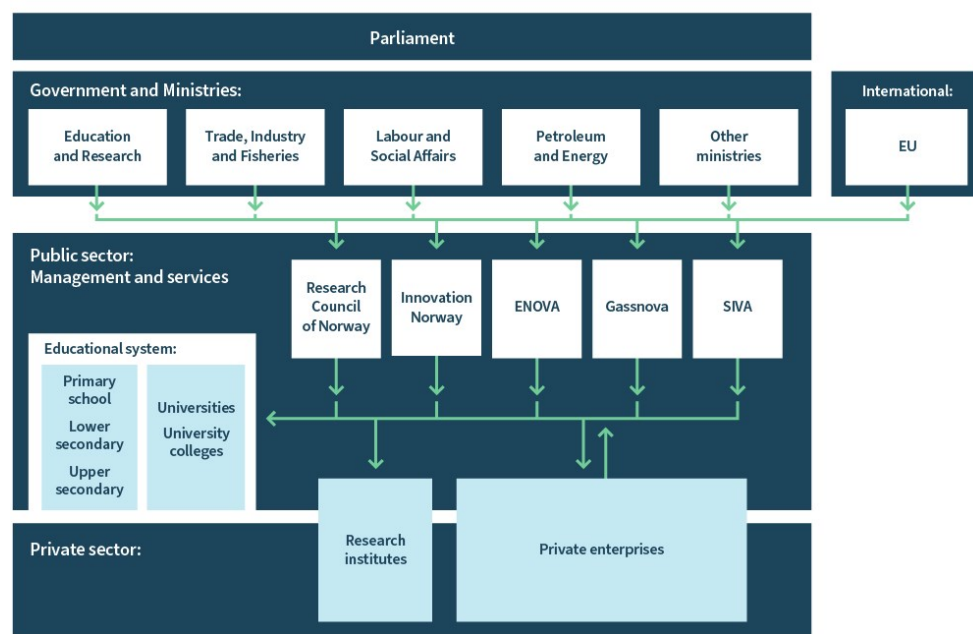 Parliament
Government and Ministries:
International:
Education
and Research
Trade, Industry
and Fisheries
Labour and
Social Affairs
Petroleum
and Energy
Other
ministries
EU
Public sector:
Management and services
Research
Council
of Norway
Innovation
Norway
ENOVA
Gassnova
SIVA
Educational system:
Primary
school
Lower
secondary
Upper
secondary
Universities
University
colleges
Private sector:
Research
institutes
Private enterprises